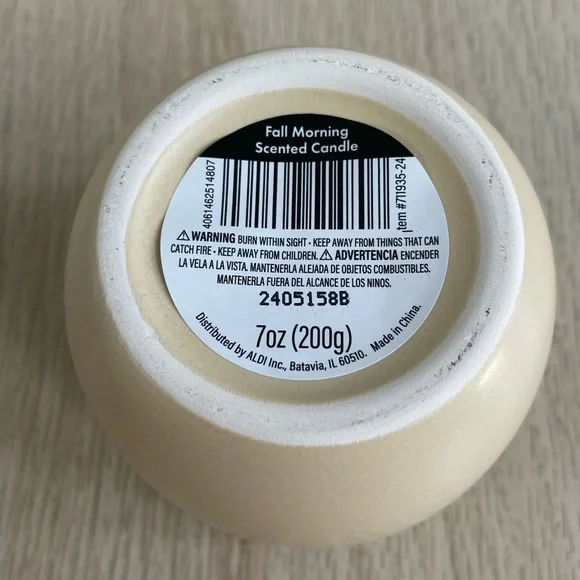 Fall Morning
Scented Candle
4061462514807
Item #711935-24
⚠WARNING BURN WITHIN SIGHT • KEEP AWAY FROM THINGS THAT CAN
CATCH FIRE • KEEP AWAY FROM CHILDREN. ⚠ ADVERTENCIA ENCENDER
LA VELA A LA VISTA. MANTENERLA ALEJADA DE OBJETOS COMBUSTIBLES.
MANTENERLA FUERA DEL ALCANCE DE LOS NINOS.
2405158B
7oz (200g)
Distributed by ALDI Inc., Batavia, IL 60510. Made in China.